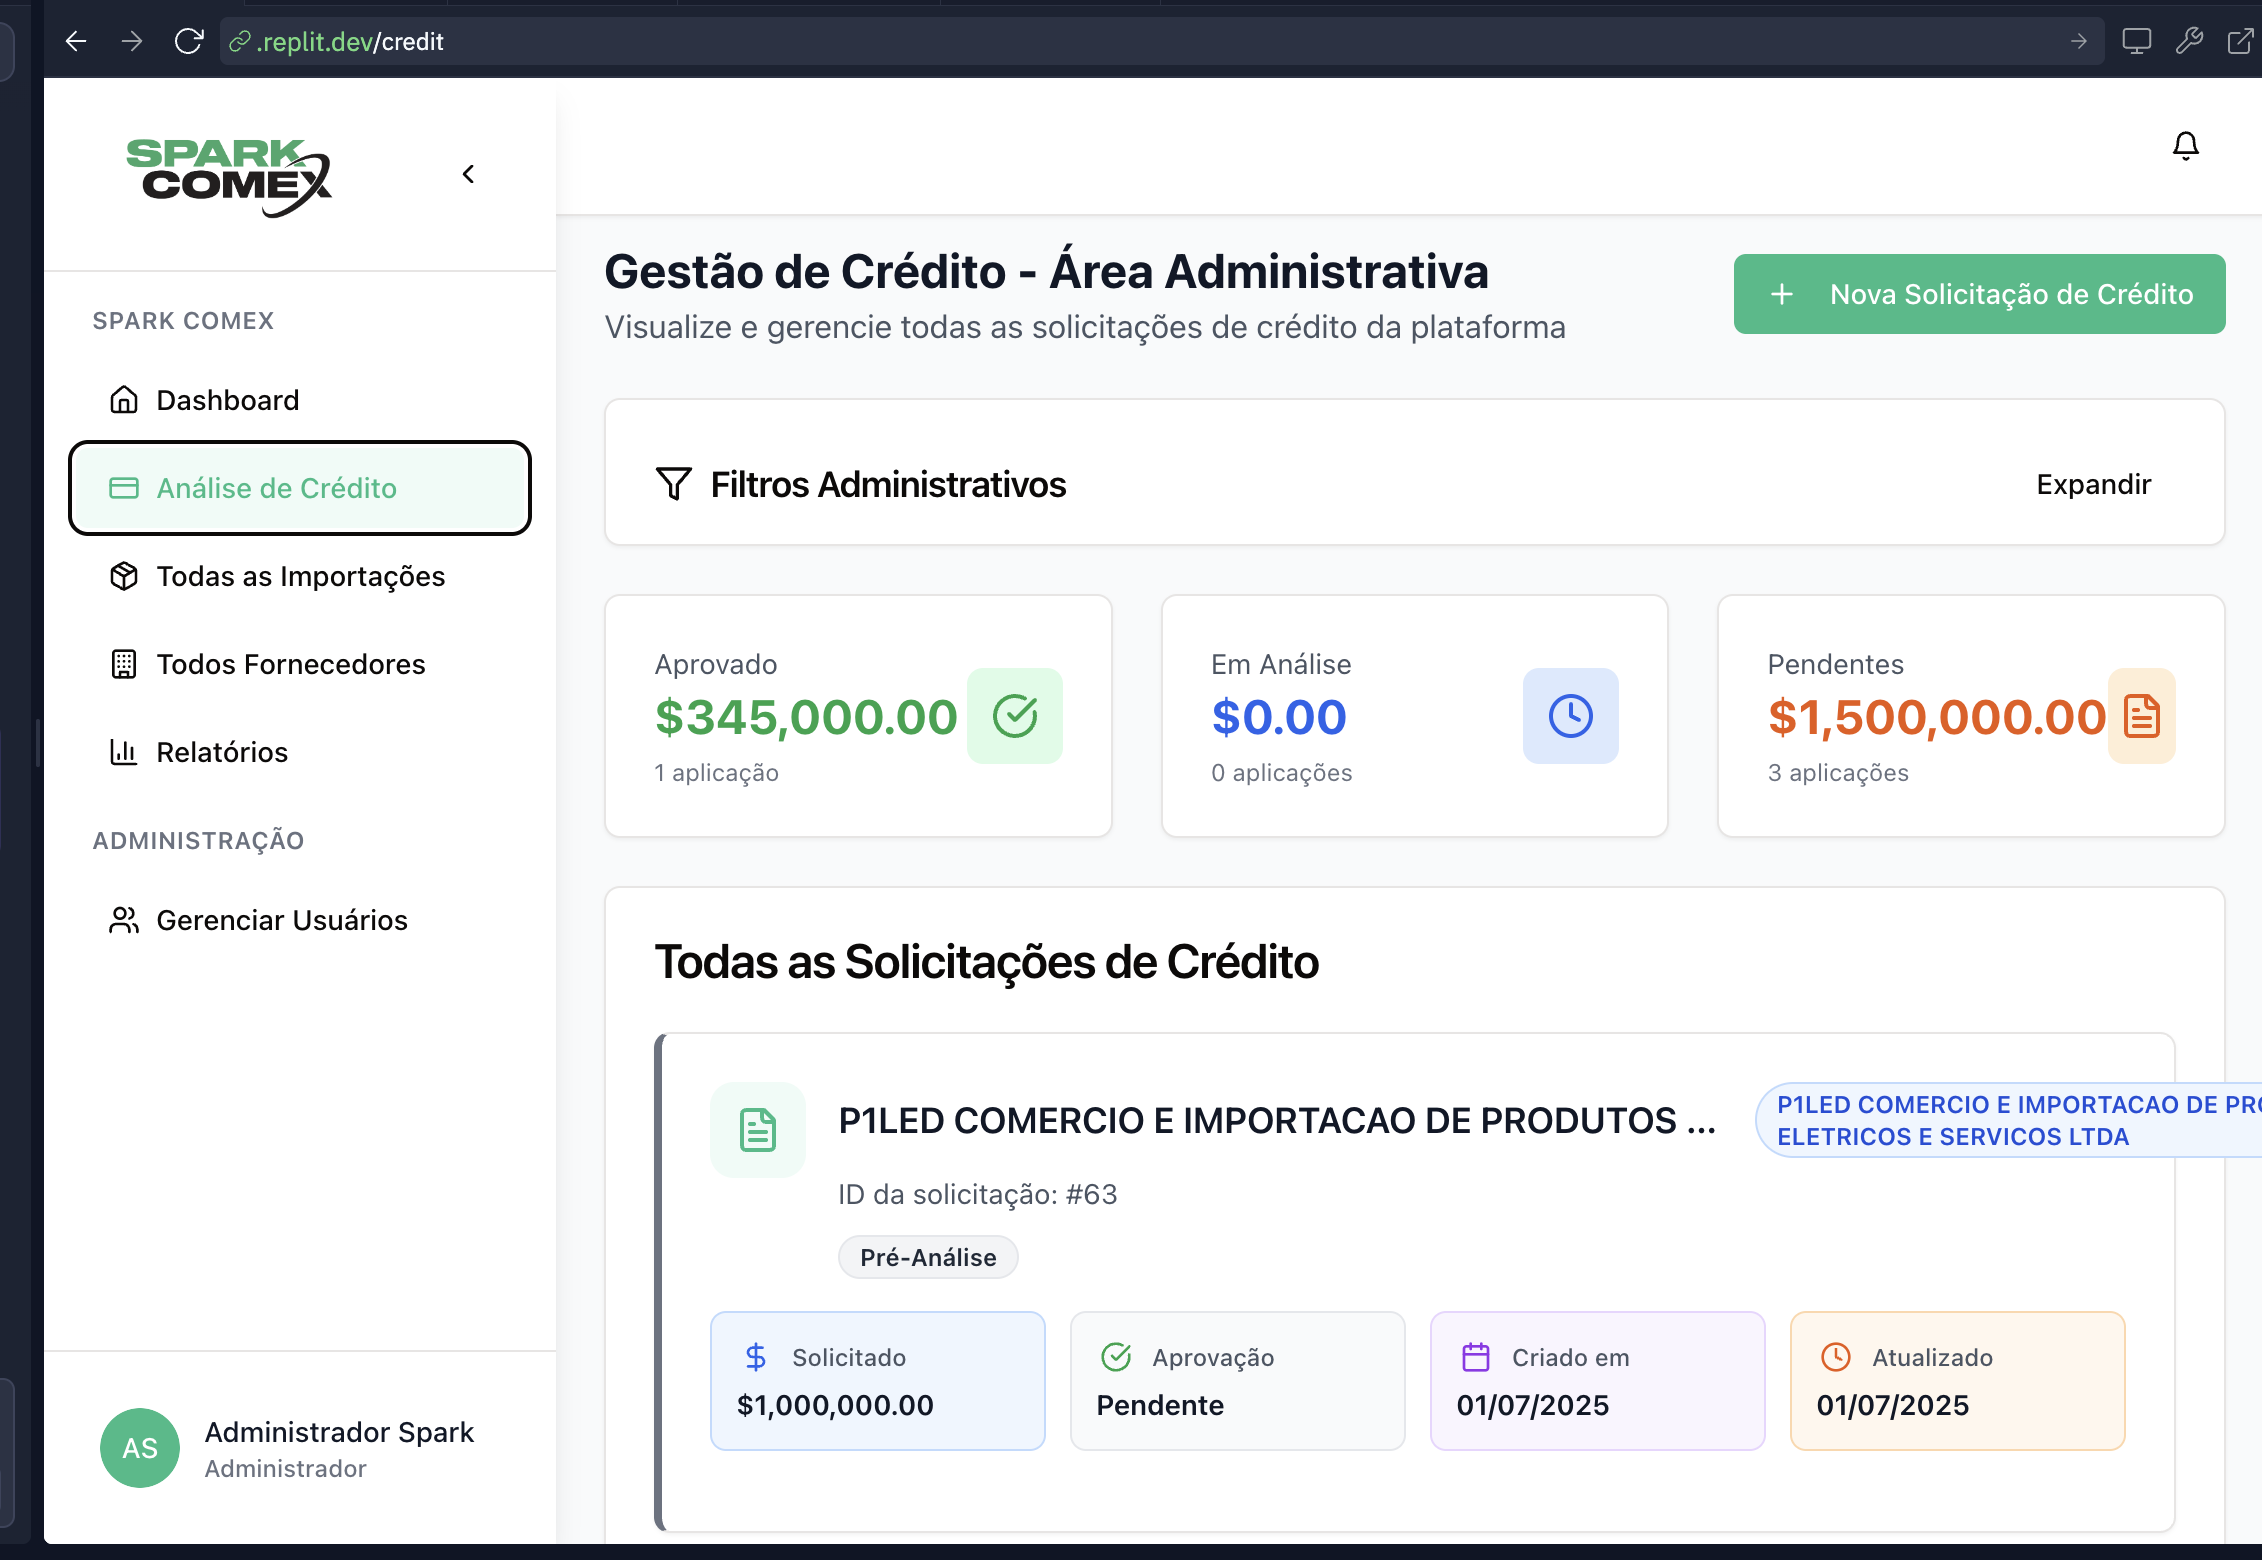 .replit.dev/credit
SPARK
COMEX
SPARK COMEX
Dashboard
Análise de Crédito
Todas as Importações
Todos Fornecedores
Relatórios
ADMINISTRAÇÃO
Gerenciar Usuários
AS
Administrador Spark
Administrador
Gestão de Crédito - Área Administrativa
Visualize e gerencie todas as solicitações de crédito da plataforma
Nova Solicitação de Crédito
Filtros Administrativos
Expandir
Aprovado
$345,000.00
1 aplicação
Em Análise
$0.00
0 aplicações
Pendentes
$1,500,000.00
3 aplicações
Todas as Solicitações de Crédito
P1LED COMERCIO E IMPORTACAO DE PRODUTOS ...
P1LED COMERCIO E IMPORTACAO DE PRO
ELETRICOS E SERVICOS LTDA
ID da solicitação: #63
Pré-Análise
Solicitado
$1,000,000.00
Aprovação
Pendente
Criado em
01/07/2025
Atualizado
01/07/2025